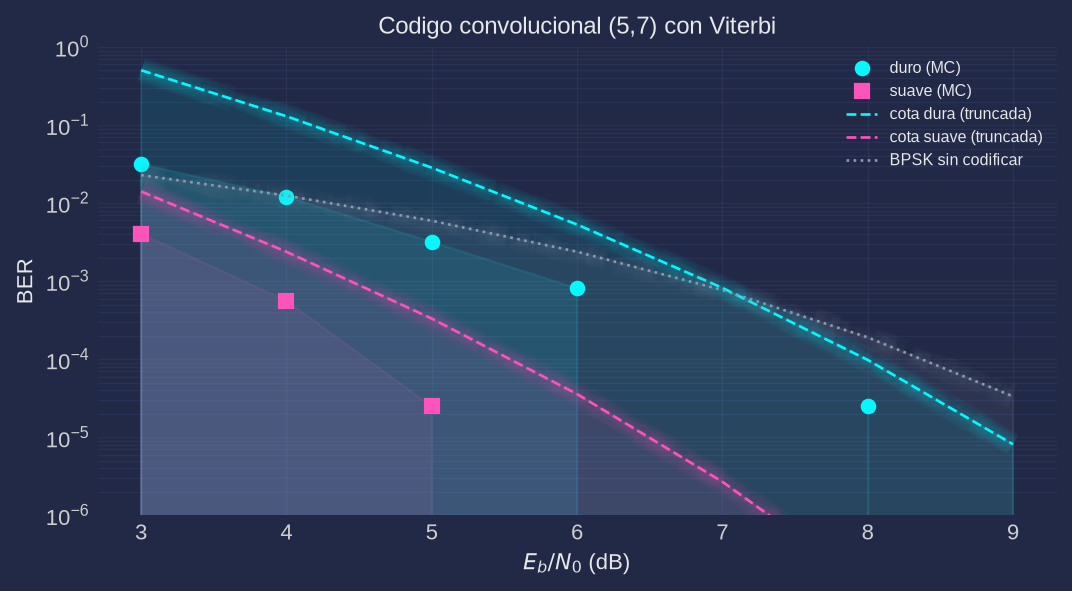 Codigo convolucional (5,7) con Viterbi
10⁰
10⁻¹
10⁻²
10⁻³
10⁻⁴
10⁻⁵
10⁻⁶
BER
duro (MC)
suave (MC)
cota dura (truncada)
cota suave (truncada)
BPSK sin codificar
3 4 5 6 7 8 9
E_b/N_0 (dB)